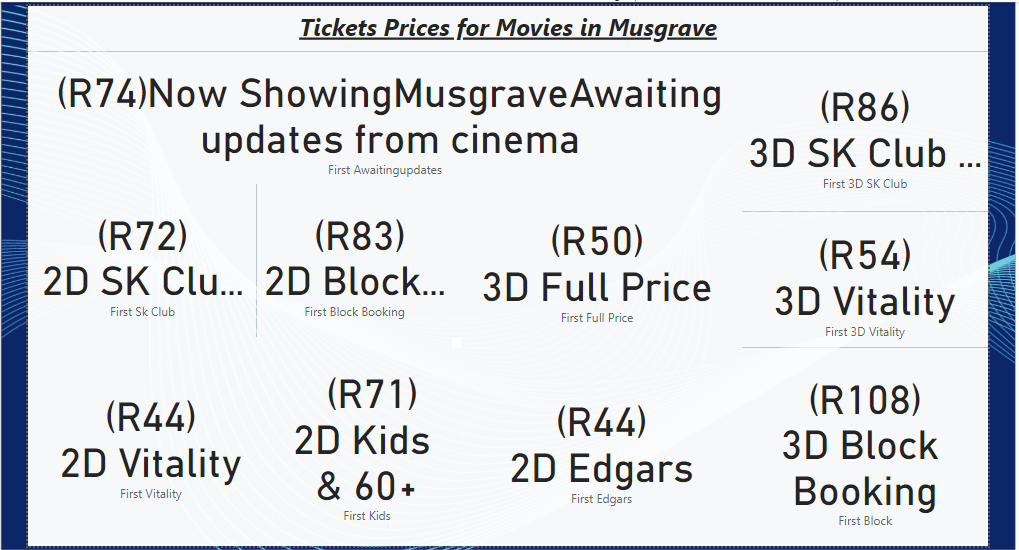 Tickets Prices for Movies in Musgrave
(R74)Now ShowingMusgraveAwaiting
updates from cinema
First Awaitingupdates
(R86)
3D SK Club ...
First 3D SK Club
(R72)
2D SK Clu...
First Sk Club
(R83)
2D Block...
First Block Booking
(R50)
3D Full Price
First Full Price
(R54)
3D Vitality
First 3D Vitality
(R44)
2D Vitality
First Vitality
(R71)
2D Kids
& 60+
First Kids
(R44)
2D Edgars
First Edgars
(R108)
3D Block
Booking
First Block